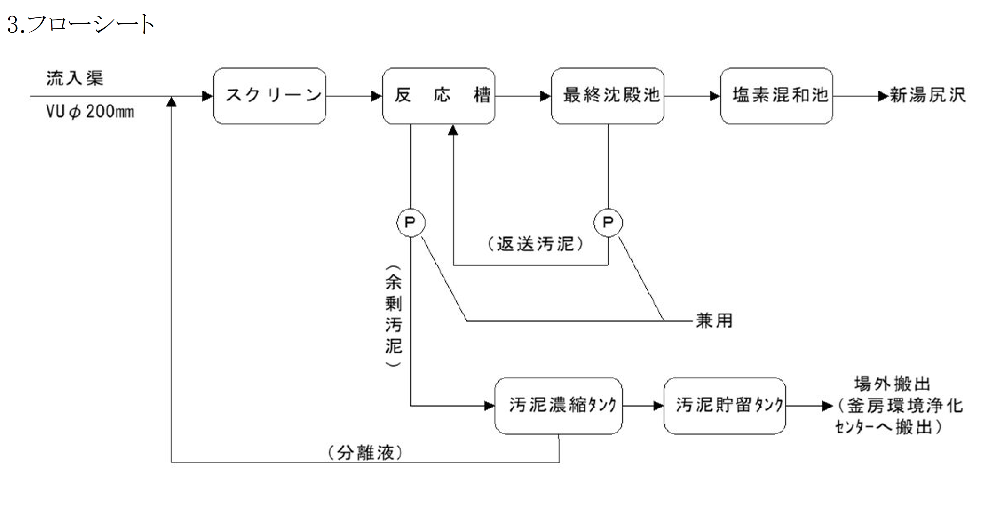 3.フローシート
流入渠
VUφ200mm
スクリーン
反 応 槽
最終沈殿池
塩素混和池
新湯尻沢
P
P
(返送汚泥)
(余剰汚泥)
兼用
汚泥濃縮ﾀﾝｸ
汚泥貯留ﾀﾝｸ
場外搬出
(釜房環境浄化
ｾﾝﾀｰへ搬出)
(分離液)